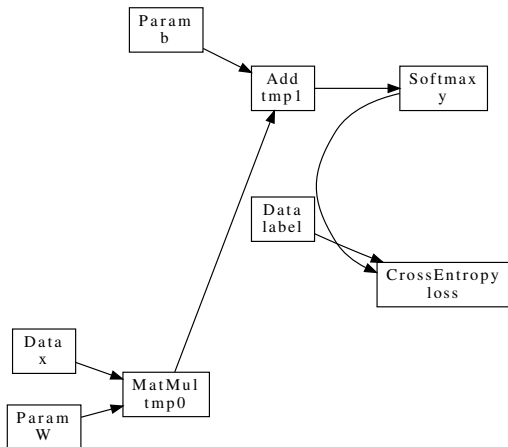 Param
b
Add
tmp1
Softmax
y
Data
label
CrossEntropy
loss
Data
x
MatMul
tmp0
Param
W